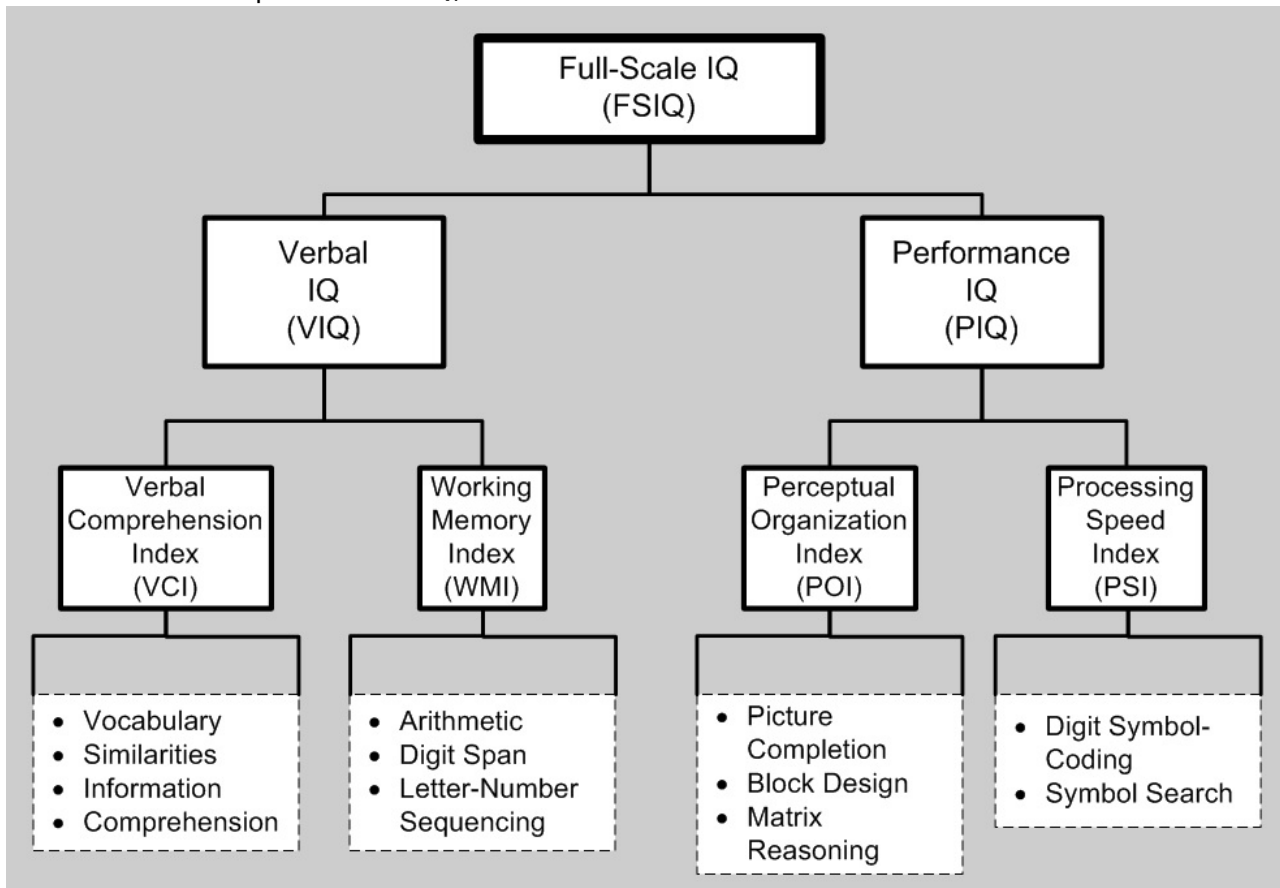 Full-Scale IQ
(FSIQ)
Verbal
IQ
(VIQ)
Performance
IQ
(PIQ)
Verbal
Comprehension
Index
(VCI)
Working
Memory
Index
(WMI)
Perceptual
Organization
Index
(POI)
Processing
Speed
Index
(PSI)
• Vocabulary
• Similarities
• Information
• Comprehension
• Arithmetic
• Digit Span
• Letter-Number
Sequencing
• Picture
Completion
• Block Design
• Matrix
Reasoning
• Digit Symbol-
Coding
• Symbol Search